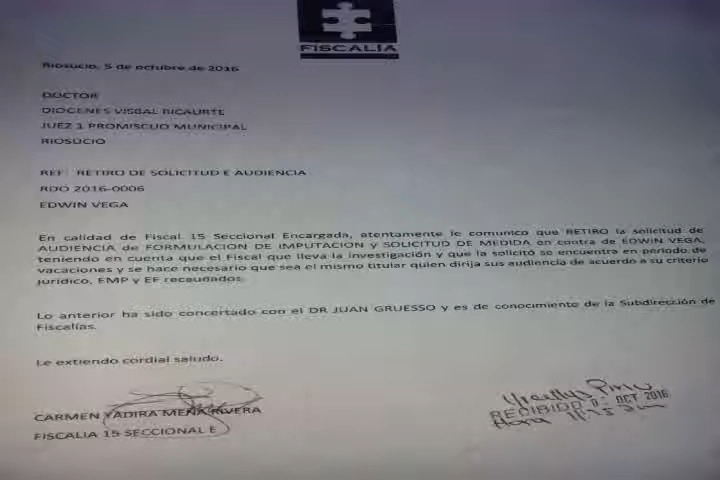 FISCALIA
Riosucio, 5 de octubre de 2016
DOCTOR
DIOGENES VISBAL RICAURTE
JUEZ 1 PROMISCUO MUNICIPAL
RIOSUCIO
REF: RETIRO DE SOLICITUD E AUDIENCIA
RDO 2016-0006
EDWIN VEGA
En calidad de Fiscal 15 Seccional Encargada, atentamente le comunico que RETIRO la solicitud de
AUDIENCIA de FORMULACION DE IMPUTACION y SOLICITUD DE MEDIDA en contra de EDWIN VEGA,
teniendo en cuenta que el Fiscal que lleva la investigación y que la solicitó se encuentra en periodo de
vacaciones y se hace necesario que sea el mismo titular quien dirija sus audiencia de acuerdo a su criterio
jurídico, EMP y EF recaudados.
Lo anterior ha sido concertado con el DR JUAN GRUESSO y es de conocimiento de la Subdirección de
Fiscalías.
Le extiendo cordial saludo.
CARMEN YADIRA MENA RIVERA
FISCALIA 15 SECCIONAL E
RECIBIDO OCT 2016
Hora